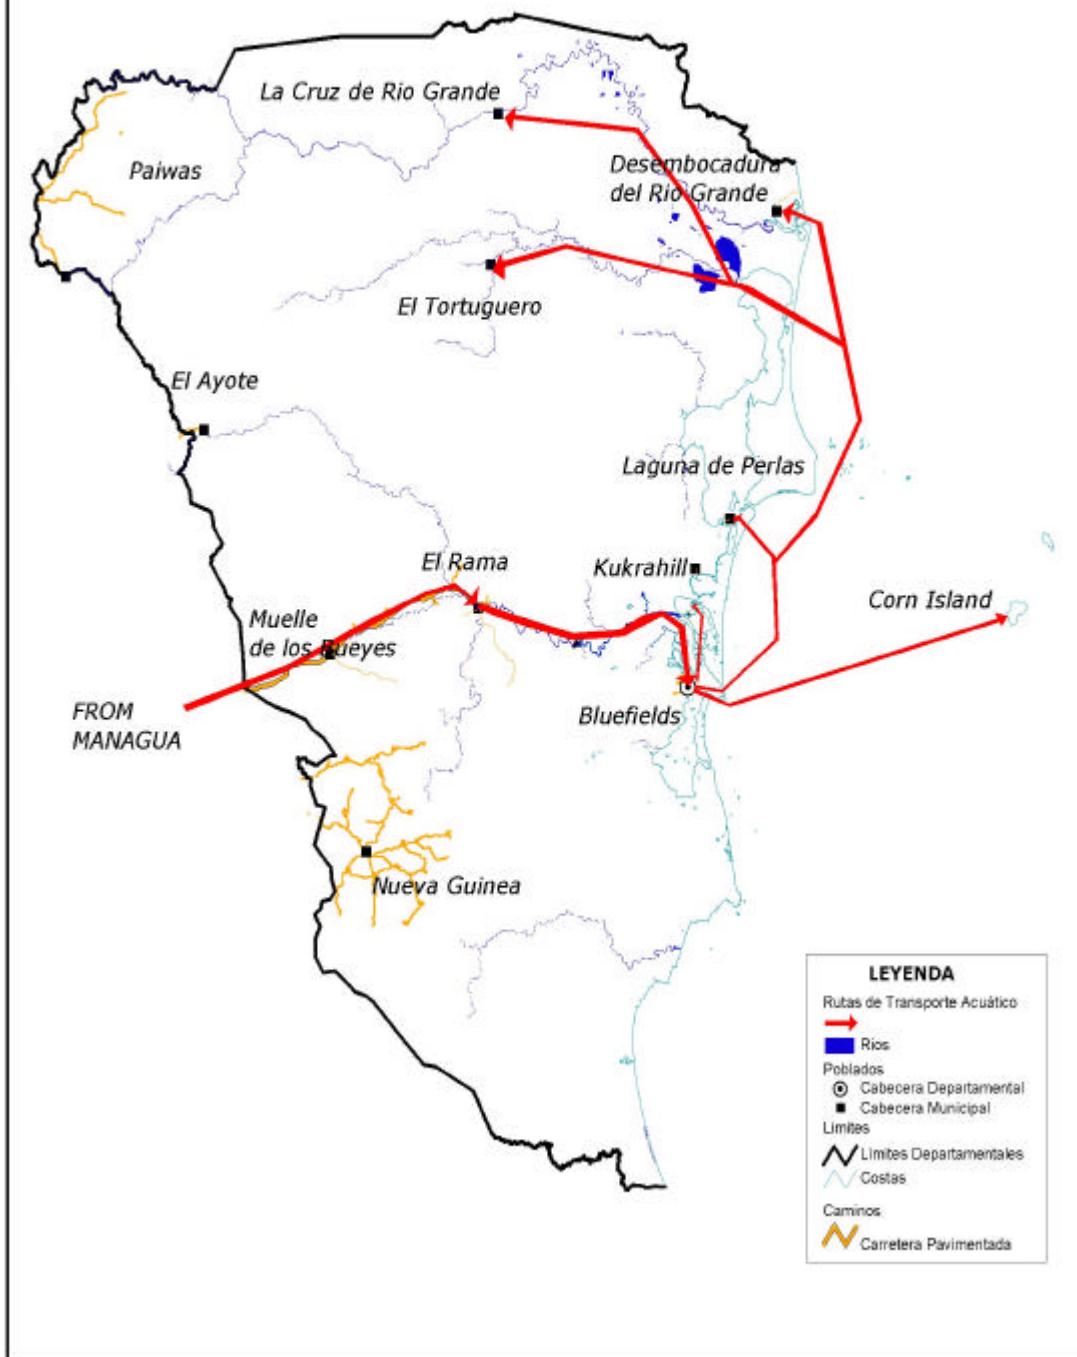 La Cruz de Rio Grande
Desembocadura
del Rio Grande
Paiwas
El Tortuguero
El Ayote
Laguna de Perlas
El Rama
Kukrahill
Corn Island
Muelle
de los Bueyes
FROM
MANAGUA
Bluefields
Nueva Guinea
LEYENDA
Rutas de Transporte Acuático
Rios
Poblados
Cabecera Departamental
Cabecera Municipal
Limites
Limites Departamentales
Costas
Caminos
Carretera Pavimentada